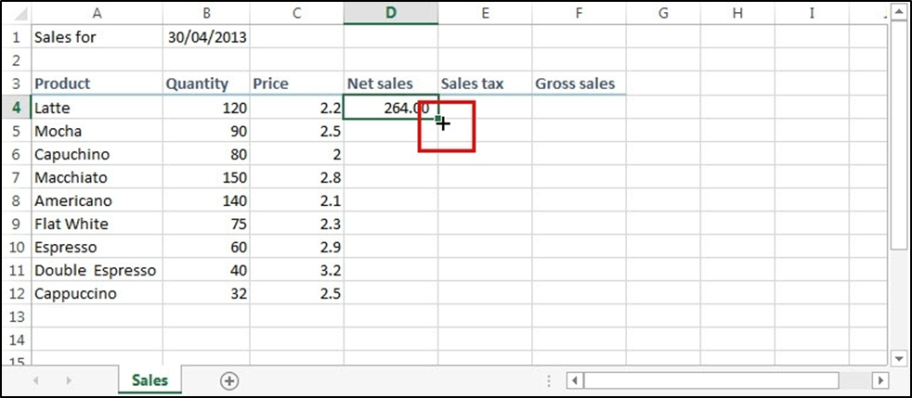 A B C D E F G H I
1 Sales for 30/04/2013
2
3 Product Quantity Price Net sales Sales tax Gross sales
4 Latte 120 2.2 264.00
5 Mocha 90 2.5
6 Capuchino 80 2
7 Macchiato 150 2.8
8 Americano 140 2.1
9 Flat White 75 2.3
10 Espresso 60 2.9
11 Double Espresso 40 3.2
12 Cappuccino 32 2.5
13
14
15
Sales